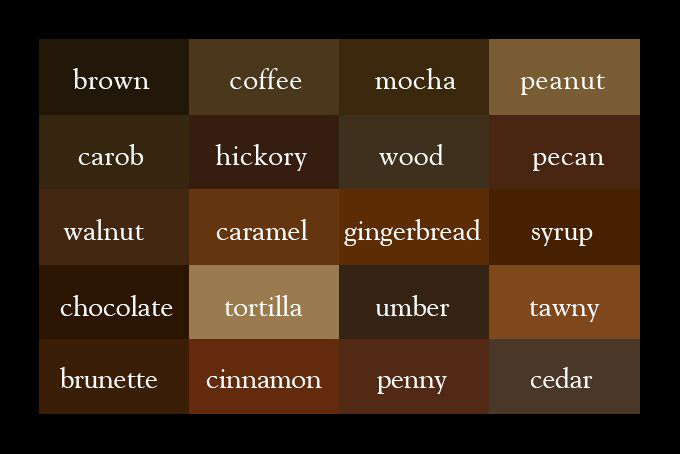 brown coffee mocha peanut
carob hickory wood pecan
walnut caramel gingerbread syrup
chocolate tortilla umber tawny
brunette cinnamon penny cedar